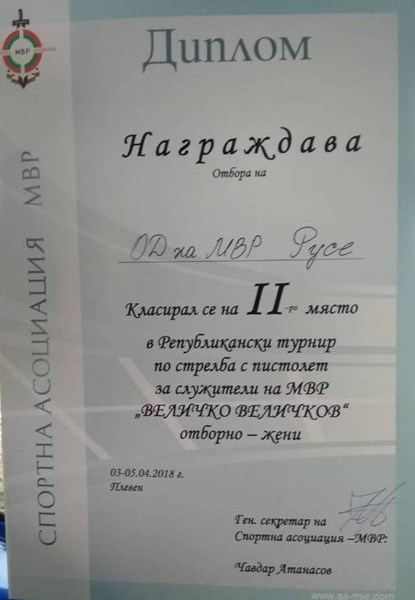 МВР
СПОРТНА АСОЦИАЦИЯ МВР
Диплом
Награждава
Отбора на
ОД на МВР Русе
Класирал се на II-ро място
в Републикански турнир
по стрелба с пистолет
за служители на МВР
„ВЕЛИЧКО ВЕЛИЧКОВ“
отборно – жени
03-05.04.2018 г.
Плевен
Ген. секретар на
Спортна асоциация –МВР:
Чавдар Атанасов
www.sa-mvr.com